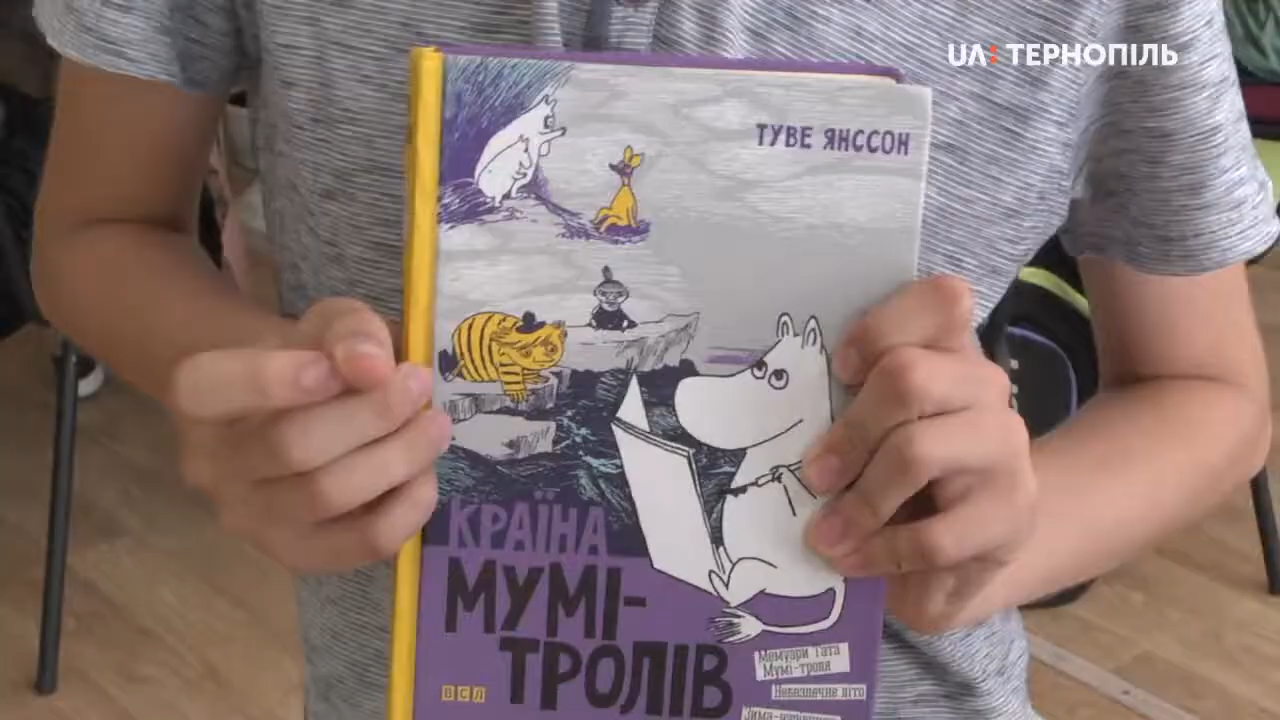 UA: ТЕРНОПІЛЬ
ТУВЕ ЯНССОН
КРАЇНА
МУМІ-
ТРОЛІВ
Мемуари Тата
Мумі-троля
Небезпечне літо
ВСЛ